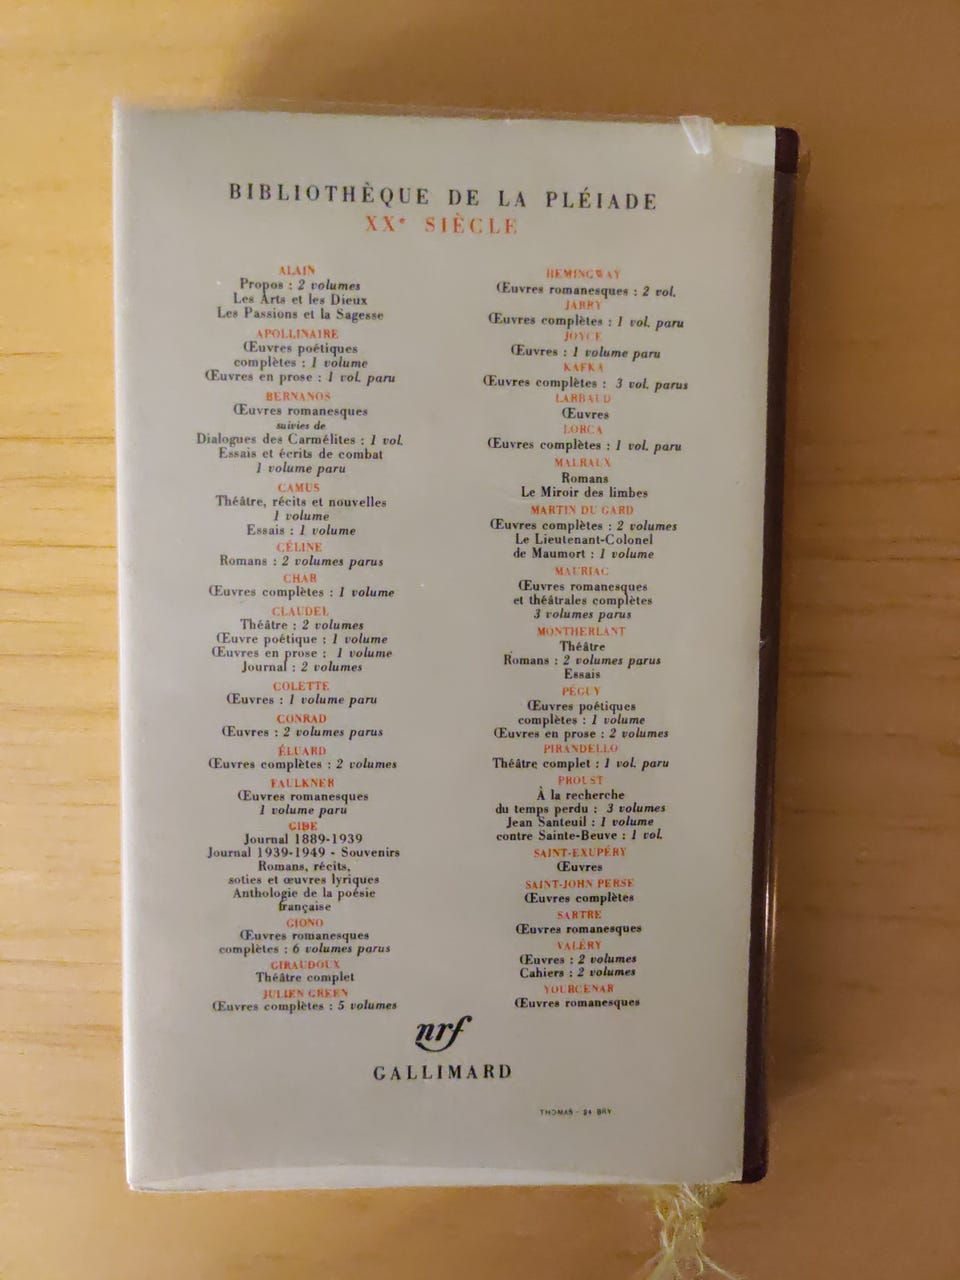 BIBLIOTHÈQUE DE LA PLÉIADE
XXe SIÈCLE
ALAIN
Propos : 2 volumes
Les Arts et les Dieux
Les Passions et la Sagesse
APOLLINAIRE
Œuvres poétiques
complètes : 1 volume
Œuvres en prose : 1 vol. paru
BERNANOS
Œuvres romanesques
suivies de
Dialogues des Carmélites : 1 vol.
Essais et écrits de combat
1 volume paru
CAMUS
Théâtre, récits et nouvelles
1 volume
Essais : 1 volume
CÉLINE
Romans : 2 volumes parus
CHAR
Œuvres complètes : 1 volume
CLAUDEL
Théâtre : 2 volumes
Œuvre poétique : 1 volume
Œuvres en prose : 1 volume
Journal : 2 volumes
COLETTE
Œuvres : 1 volume paru
CONRAD
Œuvres : 2 volumes parus
ÉLUARD
Œuvres complètes : 2 volumes
FAULKNER
Œuvres romanesques
1 volume paru
GIDE
Journal 1889-1939
Journal 1939-1949 - Souvenirs
Romans, récits,
soties et œuvres lyriques
Anthologie de la poésie
française
GIONO
Œuvres romanesques
complètes : 6 volumes parus
GIRAUDOUX
Théâtre complet
JULIEN GREEN
Œuvres complètes : 5 volumes
HEMINGWAY
Œuvres romanesques : 2 vol.
JARRY
Œuvres complètes : 1 vol. paru
JOYCE
Œuvres : 1 volume paru
KAFKA
Œuvres complètes : 3 vol. parus
LARBAUD
Œuvres
LORCA
Œuvres complètes : 1 vol. paru
MALRAUX
Romans
Le Miroir des limbes
MARTIN DU GARD
Œuvres complètes : 2 volumes
Le Lieutenant-Colonel
de Maumort : 1 volume
MAURIAC
Œuvres romanesques
et théâtrales complètes
3 volumes parus
MONTHERLANT
Théâtre
Romans : 2 volumes parus
Essais
PÉGUY
Œuvres poétiques
complètes : 1 volume
Œuvres en prose : 2 volumes
PIRANDELLO
Théâtre complet : 1 vol. paru
PROUST
À la recherche
du temps perdu : 3 volumes
Jean Santeuil : 1 volume
contre Sainte-Beuve : 1 vol.
SAINT-EXUPÉRY
Œuvres
SAINT-JOHN PERSE
Œuvres complètes
SARTRE
Œuvres romanesques
VALÉRY
Œuvres : 2 volumes
Cahiers : 2 volumes
YOURCENAR
Œuvres romanesques
nrf
GALLIMARD
THOMAS - 94 BRY